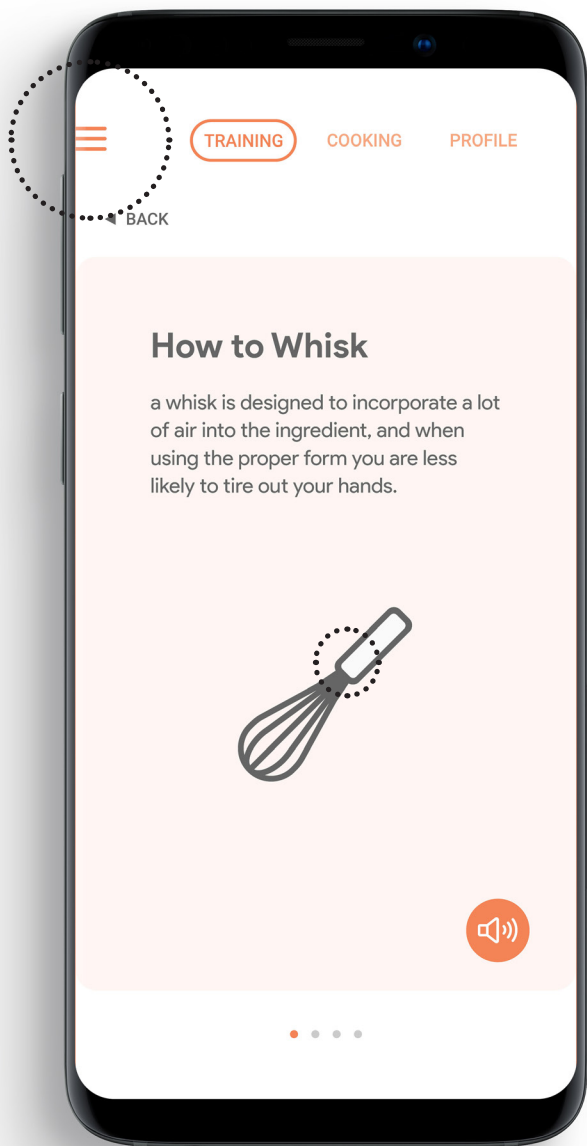 TRAINING COOKING PROFILE
◀ BACK
How to Whisk
a whisk is designed to incorporate a lot
of air into the ingredient, and when
using the proper form you are less
likely to tire out your hands.